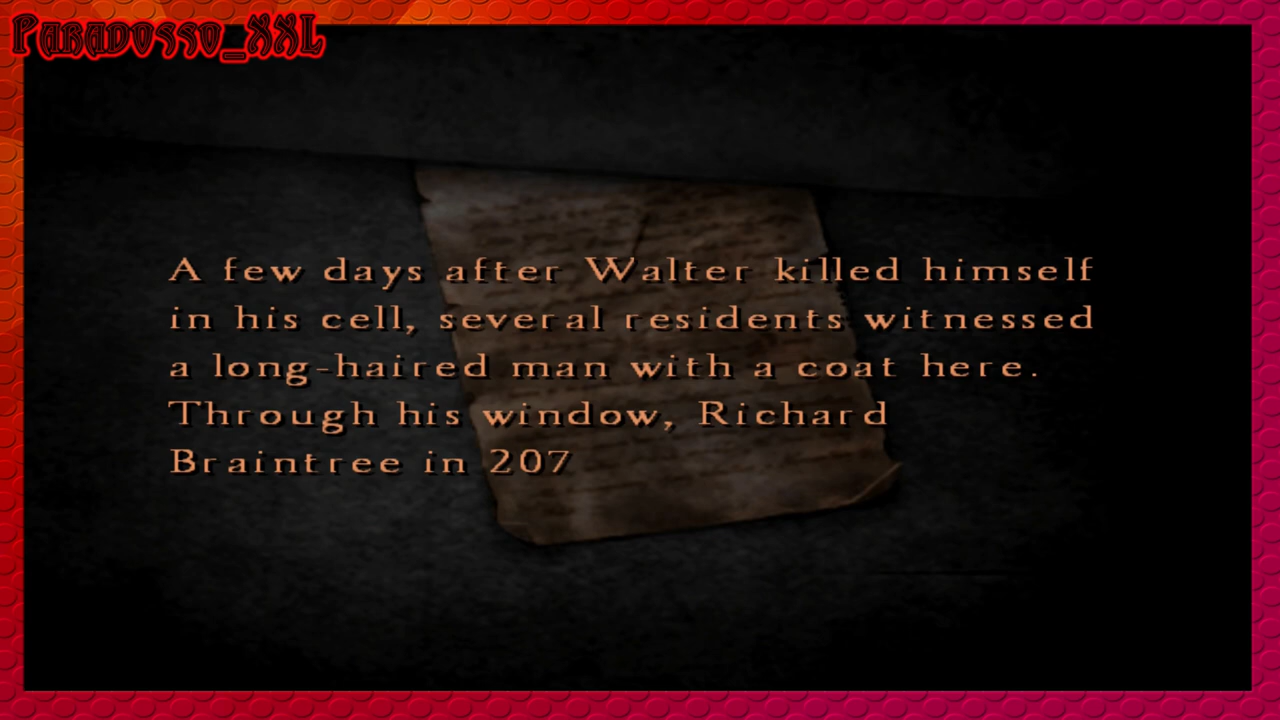 Paradosso_XXL
A few days after Walter killed himself
in his cell, several residents witnessed
a long-haired man with a coat here.
Through his window, Richard
Braintree in 207